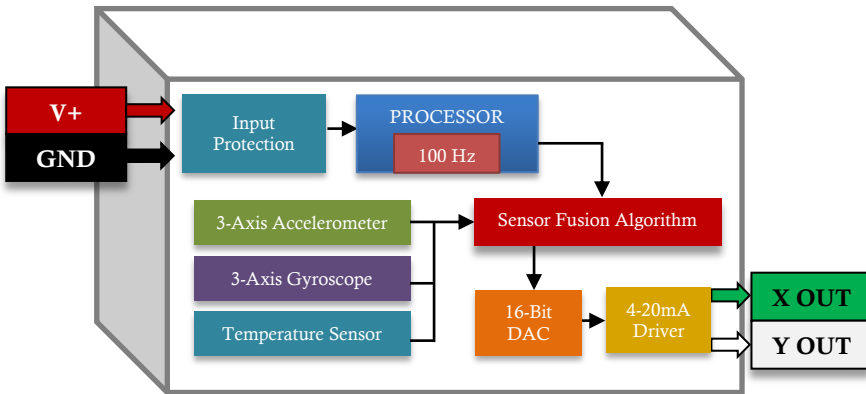 V+
GND
Input
Protection
PROCESSOR
100 Hz
3-Axis Accelerometer
Sensor Fusion Algorithm
3-Axis Gyroscope
Temperature Sensor
16-Bit
DAC
4-20mA
Driver
X OUT
Y OUT